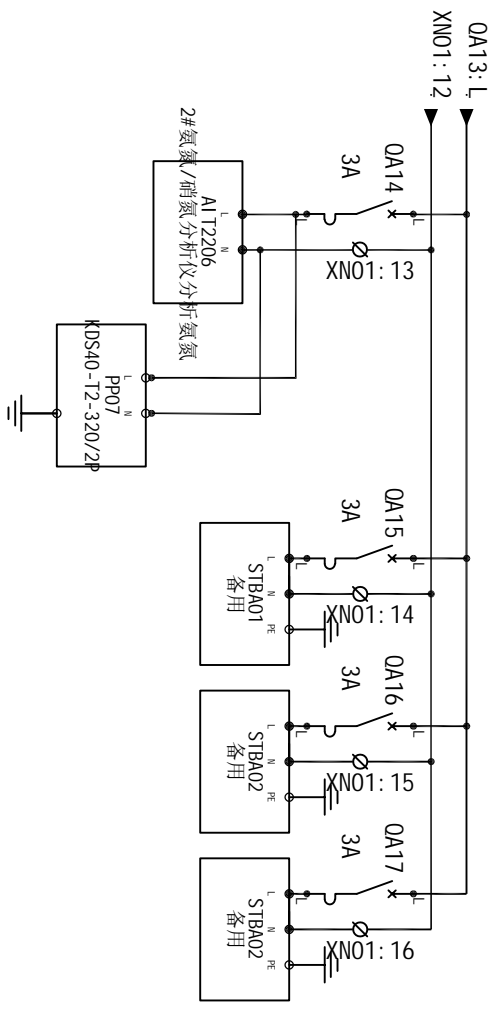 QA13:L
XN01:12
QA14
3A
L
L
XN01:13
L
N
AIT2206
2#氨氮/硝氮分析仪分析氨氮
L
N
PP07
KDS40-T2-320/2P
QA15
3A
L
L
XN01:14
L
N
PE
STBA01
备用
QA16
3A
L
L
XN01:15
L
N
PE
STBA02
备用
QA17
3A
L
L
XN01:16
L
N
PE
STBA02
备用